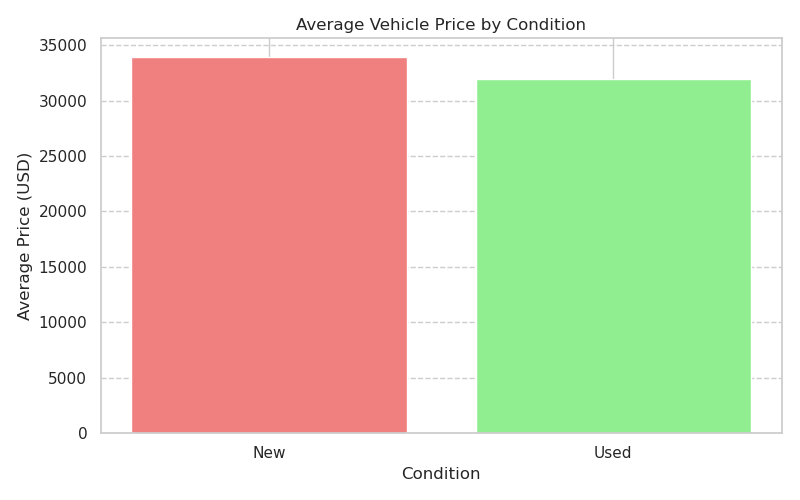 Average Vehicle Price by Condition
35000
30000
25000
20000
15000
10000
5000
0
Average Price (USD)
New Used
Condition